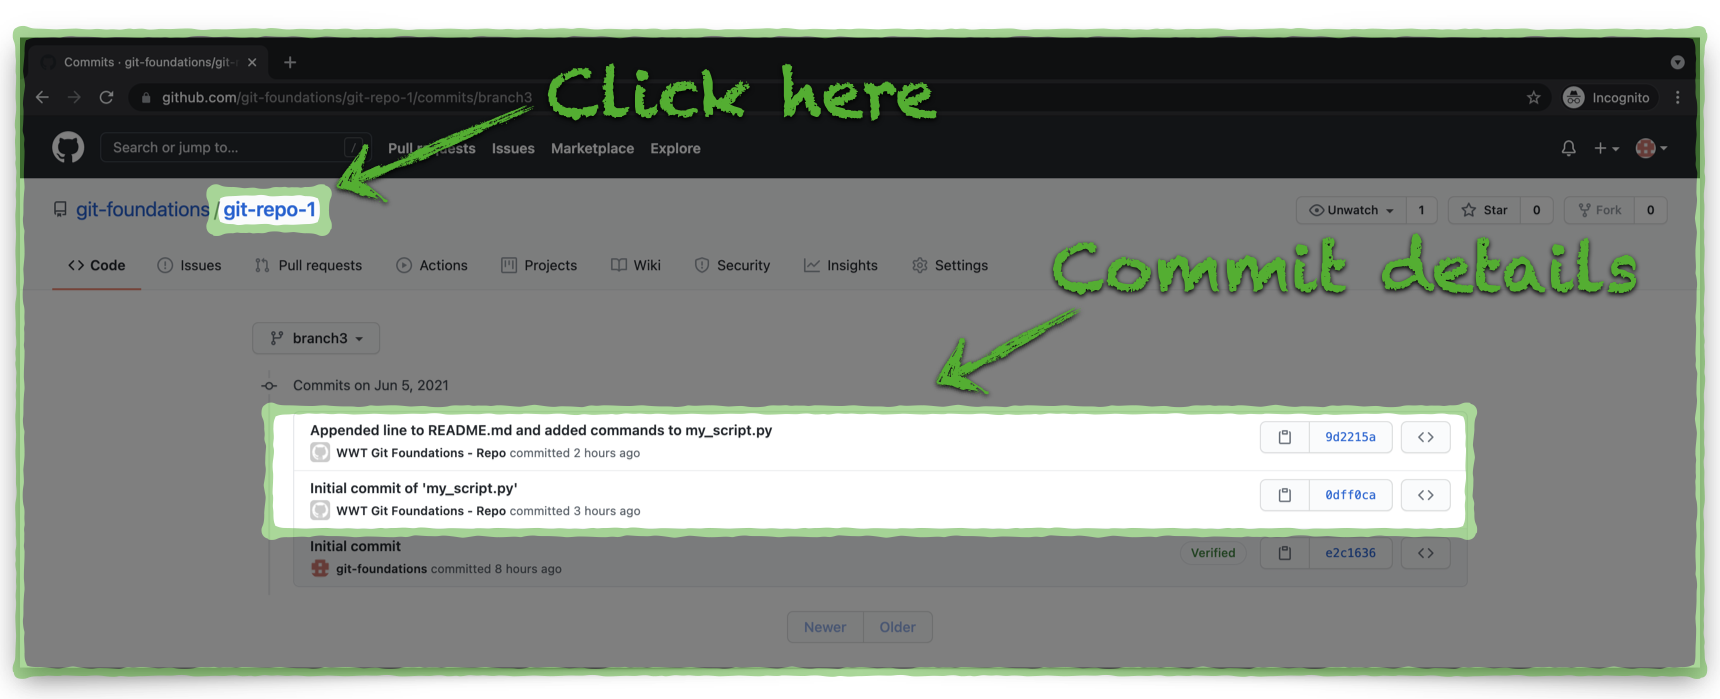 Commits · git-foundations/git-
github.com/git-foundations/git-repo-1/commits/branch3
Incognito
Click here
Search or jump to... /
Pull requests Issues Marketplace Explore
git-foundations / git-repo-1
Unwatch 1 Star 0 Fork 0
Code Issues Pull requests Actions Projects Wiki Security Insights Settings
Commit details
branch3
Commits on Jun 5, 2021
Appended line to README.md and added commands to my_script.py
9d2215a
WWT Git Foundations - Repo committed 2 hours ago
Initial commit of 'my_script.py'
0dff0ca
WWT Git Foundations - Repo committed 3 hours ago
Initial commit
Verified e2c1636
git-foundations committed 8 hours ago
Newer Older